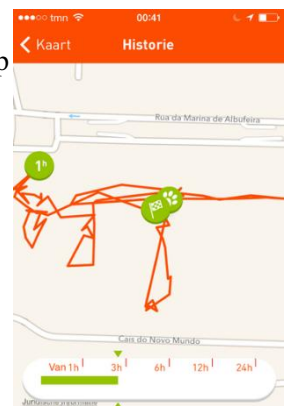 tmn 00:41
Kaart Historie
p
Rua da Marina de Albufeira
1h
Cais do Novo Mundo
Van 1h 3h 6h 12h 24h